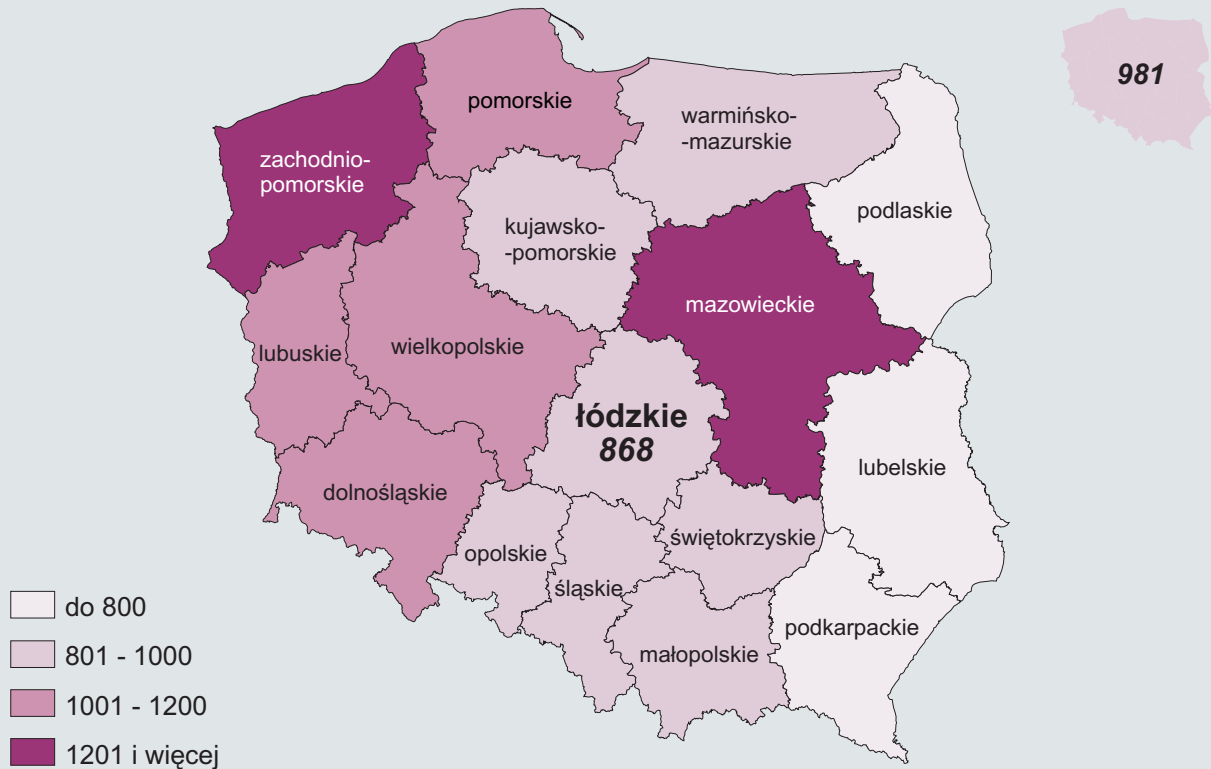 981
pomorskie
warmińsko-
-mazurskie
zachodnio-
pomorskie
podlaskie
kujawsko-
-pomorskie
mazowieckie
lubuskie
wielkopolskie
łódzkie
868
lubelskie
dolnośląskie
świętokrzyskie
opolskie
śląskie
podkarpackie
małopolskie
do 800
801 - 1000
1001 - 1200
1201 i więcej